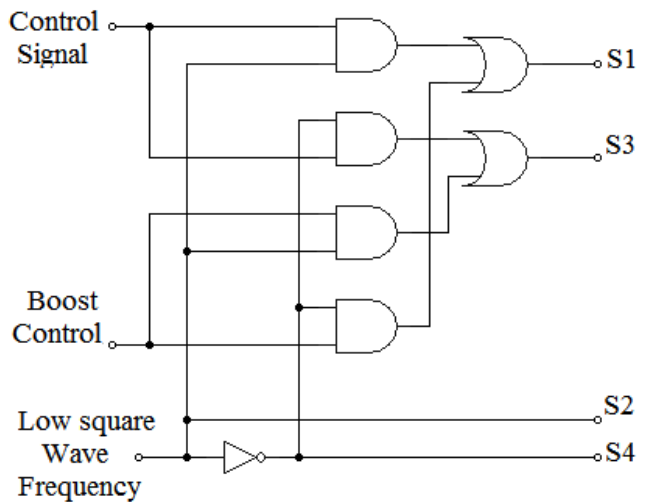 Control
Signal
S1
S3
Boost
Control
S2
Low square
Wave
Frequency
S4